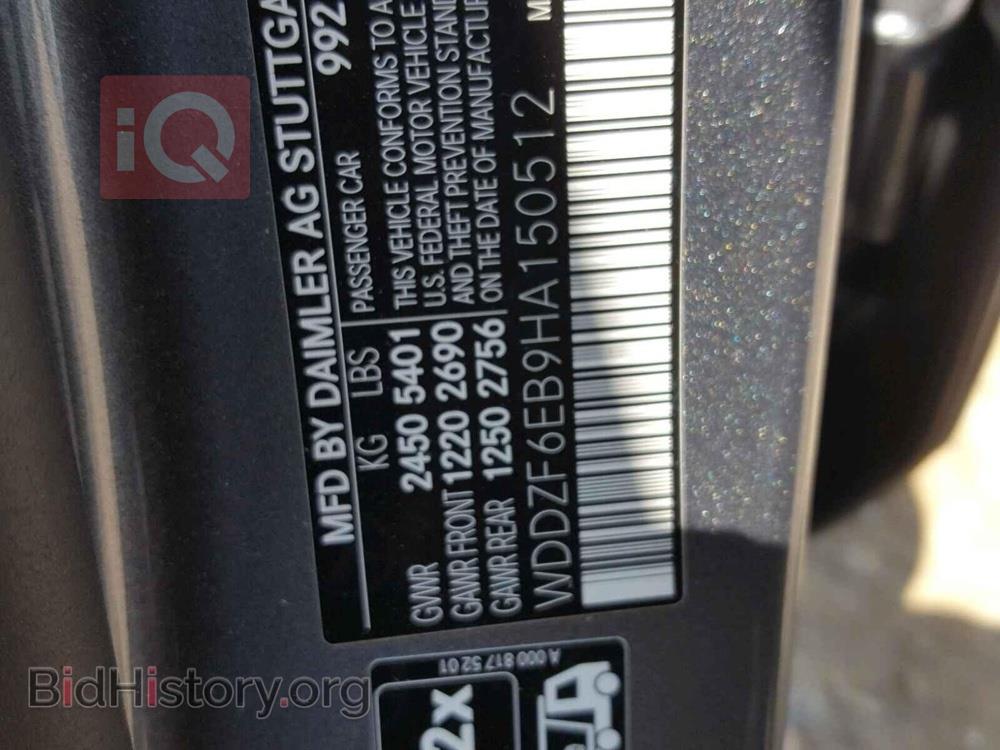 MFD BY DAIMLER AG STUTTGA
992
KG LBS
PASSENGER CAR
GWR 2450 5401
THIS VEHICLE CONFORMS TO A
GAWR FRONT 1220 2690
U.S. FEDERAL MOTOR VEHICLE
AND THEFT PREVENTION STAND
GAWR REAR 1250 2756
ON THE DATE OF MANUFACTUR
WDDZF6EB9HA150512
A 000 817 52 01
2x
iQ
BidHistory.org